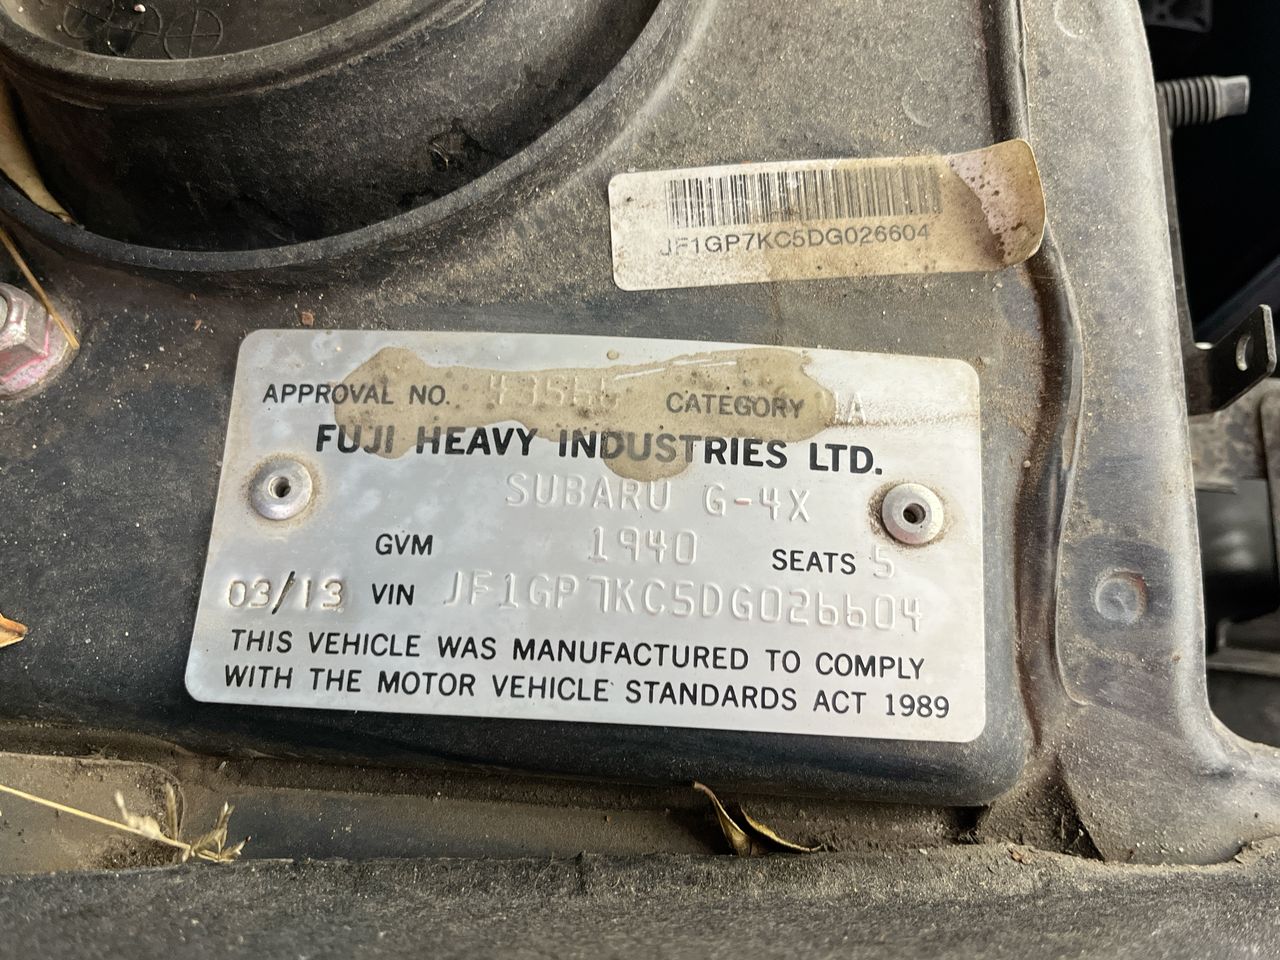 JF1GP7KC5DG026604
APPROVAL NO. CATEGORY
FUJI HEAVY INDUSTRIES LTD.
SUBARU G-4X
GVM 1940 SEATS 5
03/13 VIN JF1GP7KC5DG026604
THIS VEHICLE WAS MANUFACTURED TO COMPLY
WITH THE MOTOR VEHICLE STANDARDS ACT 1989